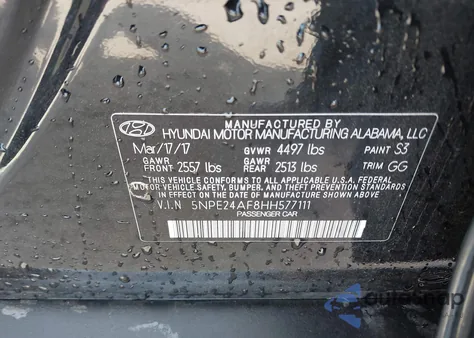 MANUFACTURED BY
HYUNDAI MOTOR MANUFACTURING ALABAMA, LLC
Mar/17/17 GVWR 4497 lbs PAINT S3
GAWR FRONT 2557 lbs GAWR REAR 2513 lbs TRIM GG
THIS VEHICLE CONFORMS TO ALL APPLICABLE U.S.A. FEDERAL
MOTOR VEHICLE SAFETY, BUMPER, AND THEFT PREVENTION
STANDARDS IN EFFECT ON THE DATE OF MANUFACTURE SHOWN ABOVE.
V.I.N 5NPE24AF8HH577111
PASSENGER CAR
autosnap